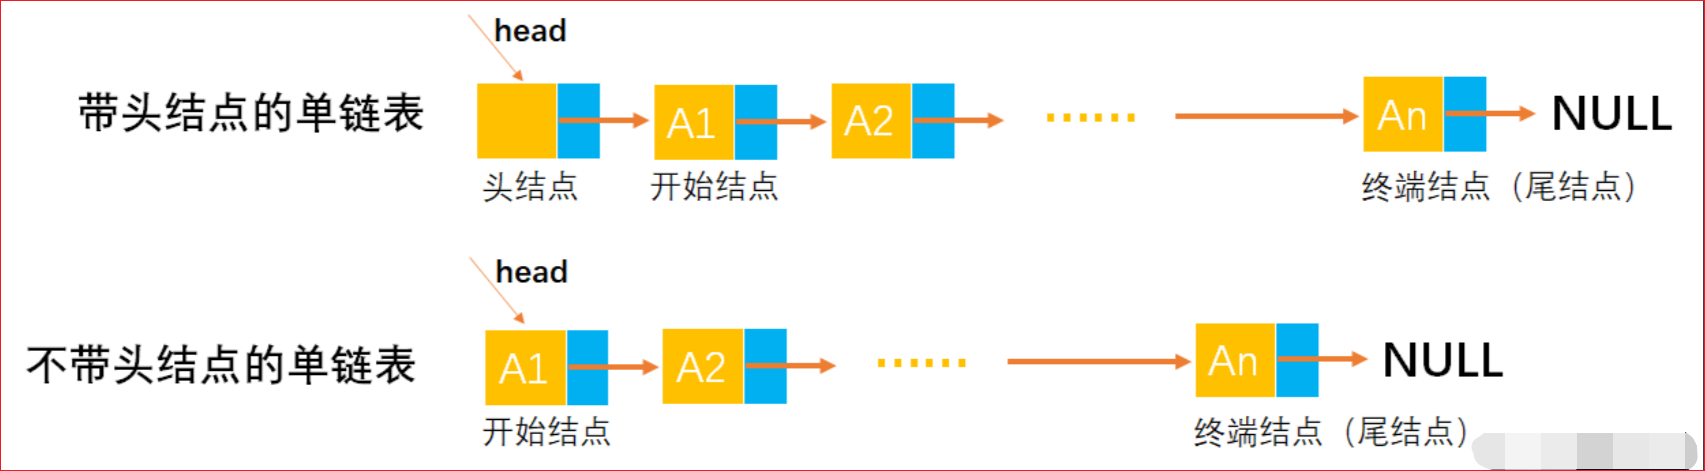 head
带头结点的单链表 A1 A2 …… An NULL
头结点 开始结点 终端结点（尾结点）
head
不带头结点的单链表 A1 A2 …… An NULL
开始结点 终端结点（尾结点）